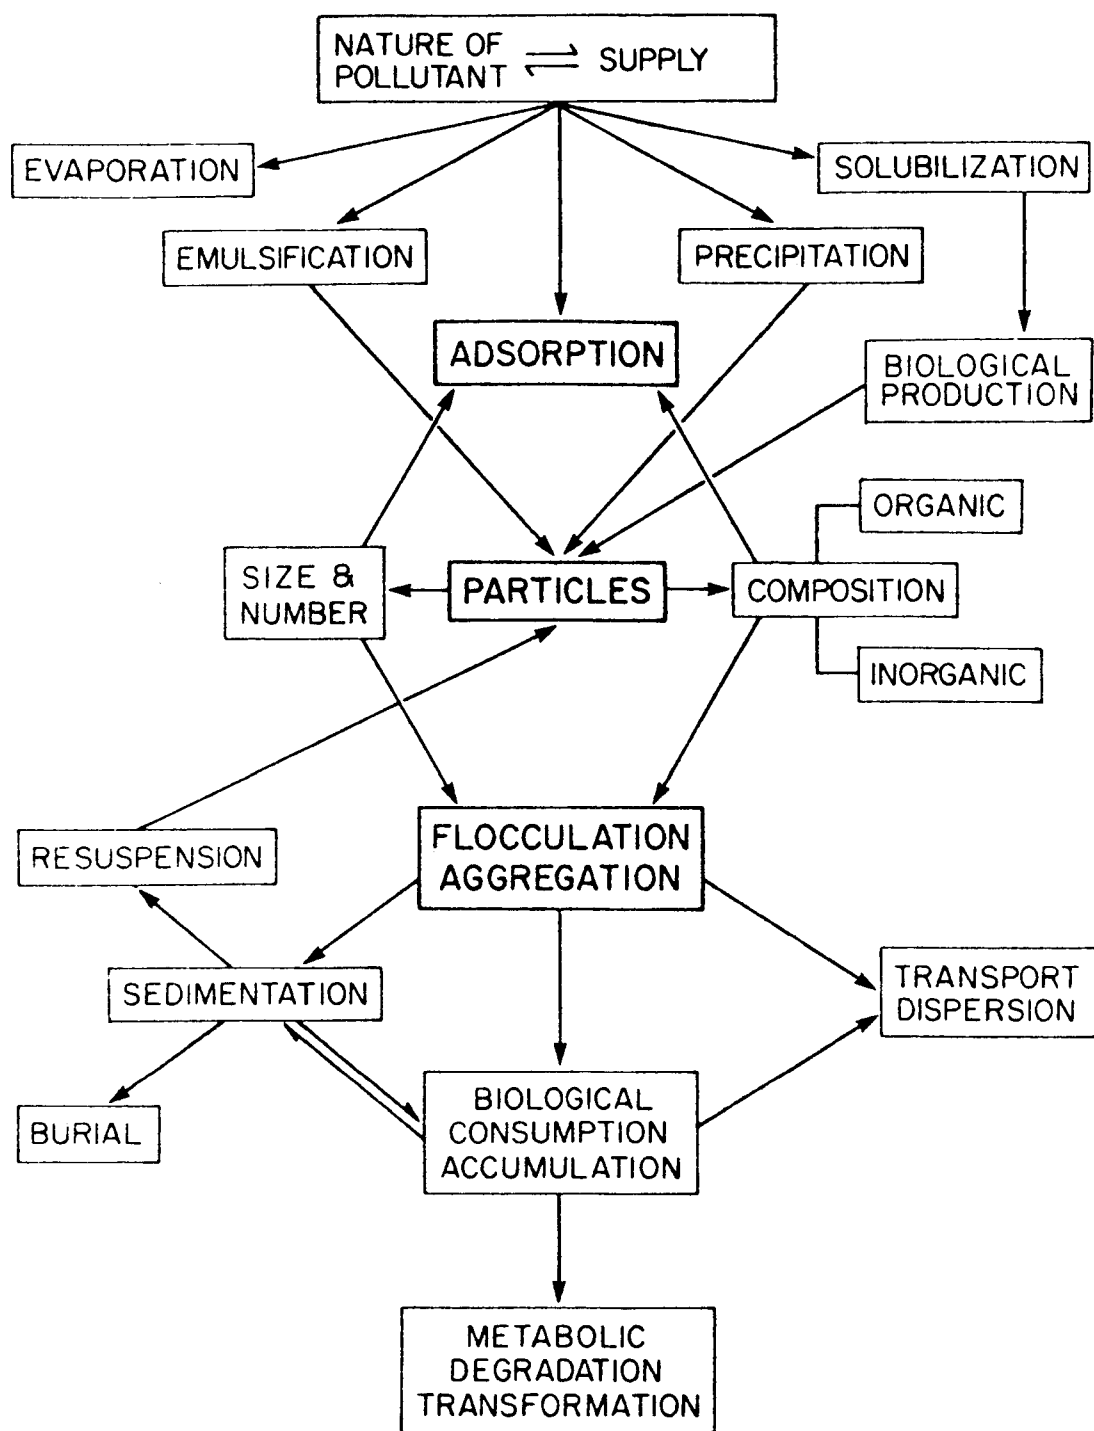 NATURE OF
POLLUTANT ⇌ SUPPLY
EVAPORATION
SOLUBILIZATION
EMULSIFICATION
PRECIPITATION
ADSORPTION
BIOLOGICAL
PRODUCTION
ORGANIC
SIZE &
NUMBER
PARTICLES
COMPOSITION
INORGANIC
FLOCCULATION
AGGREGATION
RESUSPENSION
SEDIMENTATION
TRANSPORT
DISPERSION
BURIAL
BIOLOGICAL
CONSUMPTION
ACCUMULATION
METABOLIC
DEGRADATION
TRANSFORMATION